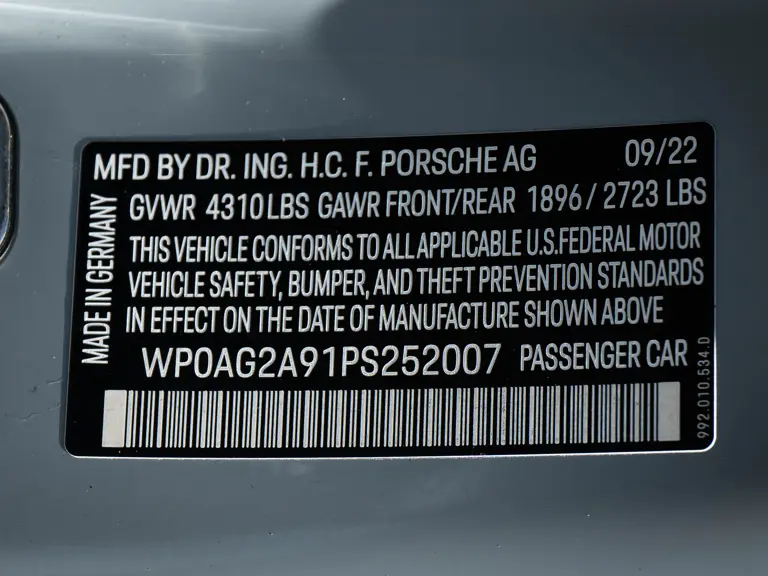 MFD BY DR. ING. H.C. F. PORSCHE AG 09/22
GVWR 4310LBS GAWR FRONT/REAR 1896/2723 LBS
THIS VEHICLE CONFORMS TO ALL APPLICABLE U.S.FEDERAL MOTOR
VEHICLE SAFETY, BUMPER, AND THEFT PREVENTION STANDARDS
IN EFFECT ON THE DATE OF MANUFACTURE SHOWN ABOVE
WP0AG2A91PS252007 PASSENGER CAR
MADE IN GERMANY
992.010.534.D